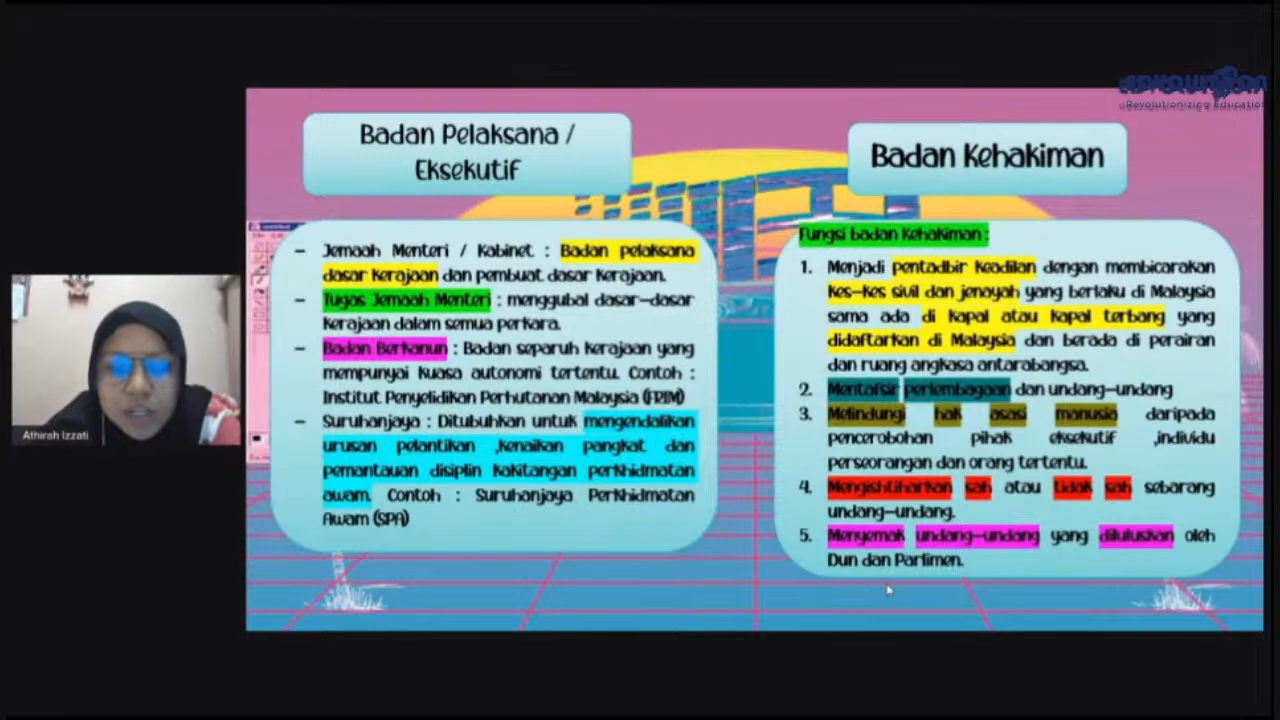 Revolutionizing Education
Badan Pelaksana /
Eksekutif
- Jemaah Menteri / Kabinet : Badan pelaksana
dasar kerajaan dan pembuat dasar kerajaan.
- Tugas Jemaah Menteri : menggubal dasar-dasar
kerajaan dalam semua perkara.
- Badan Berkanun : Badan separuh kerajaan yang
mempunyai kuasa autonomi tertentu. Contoh :
Institut Penyelidikan Perhutanan Malaysia (FRIM)
- Suruhanjaya : Ditubuhkan untuk mengendalikan
urusan pelantikan ,kenaikan pangkat dan
pemantauan disiplin kakitangan perkhidmatan
awam. Contoh : Suruhanjaya Perkhidmatan
Awam (SPA)
Badan Kehakiman
Fungsi badan Kehakiman :
1. Menjadi pentadbir keadilan dengan membicarakan
kes-kes sivil dan jenayah yang berlaku di Malaysia
sama ada di kapal atau kapal terbang yang
didaftarkan di Malaysia dan berada di perairan
dan ruang angkasa antarabangsa.
2. Mentafsir perlembagaan dan undang-undang
3. Melindungi hak asasi manusia daripada
pencerobohan pihak eksekutif ,individu
perseorangan dan orang tertentu.
4. Mengishtiharkan sah atau tidak sah sebarang
undang-undang.
5. Menyemak undang-undang yang diluluskan oleh
Dun dan Parlimen.
Athirah Izzati